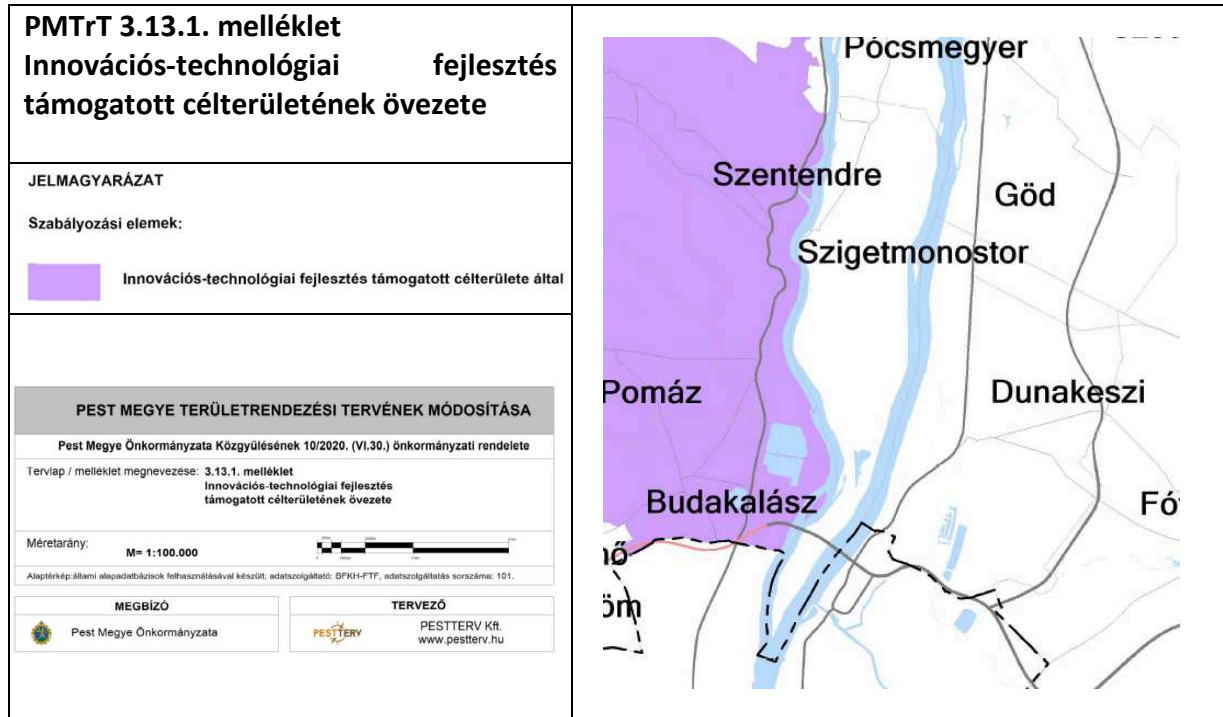 PMTrT 3.13.1. melléklet
Innovációs-technológiai fejlesztés
támogatott célterületének övezete
JELMAGYARÁZAT
Szabályozási elemek:
Innovációs-technológiai fejlesztés támogatott célterülete által
PEST MEGYE TERÜLETRENDEZÉSI TERVÉNEK MÓDOSÍTÁSA
Pest Megye Önkormányzata Közgyűlésének 10/2020. (VI.30.) önkormányzati rendelete
Tervlap / melléklet megnevezése: 3.13.1. melléklet
Innovációs-technológiai fejlesztés
támogatott célterületének övezete
Méretarány:
M= 1:100.000
Alaptérkép:állami alapadatbázisok felhasználásával készült; adatszolgáltató: BFKH-FTF, adatszolgáltatás sorszáma: 101.
MEGBÍZÓ
Pest Megye Önkormányzata
TERVEZŐ
PESTTERV
PESTTERV Kft.
www.pestterv.hu
Pócsmegyer
Szentendre
Göd
Szigetmonostor
Pomáz
Dunakeszi
Budakalász
Fó
nő
öm